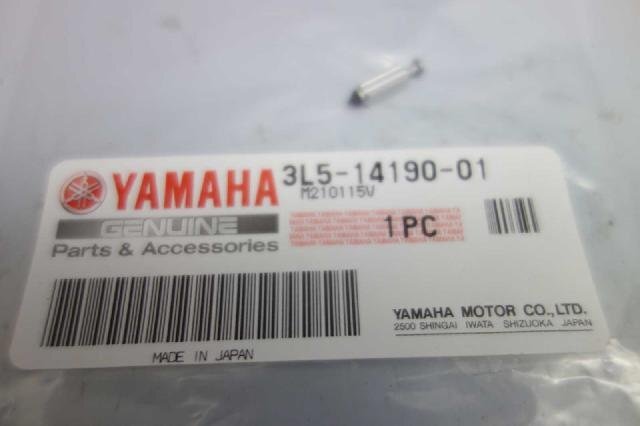 YAMAHA
3L5-14190-01
M210115V
GENUINE
Parts & Accessories
1PC
YAMAHA MOTOR CO.,LTD.
2500 SHINGAI IWATA SHIZUOKA JAPAN
MADE IN JAPAN